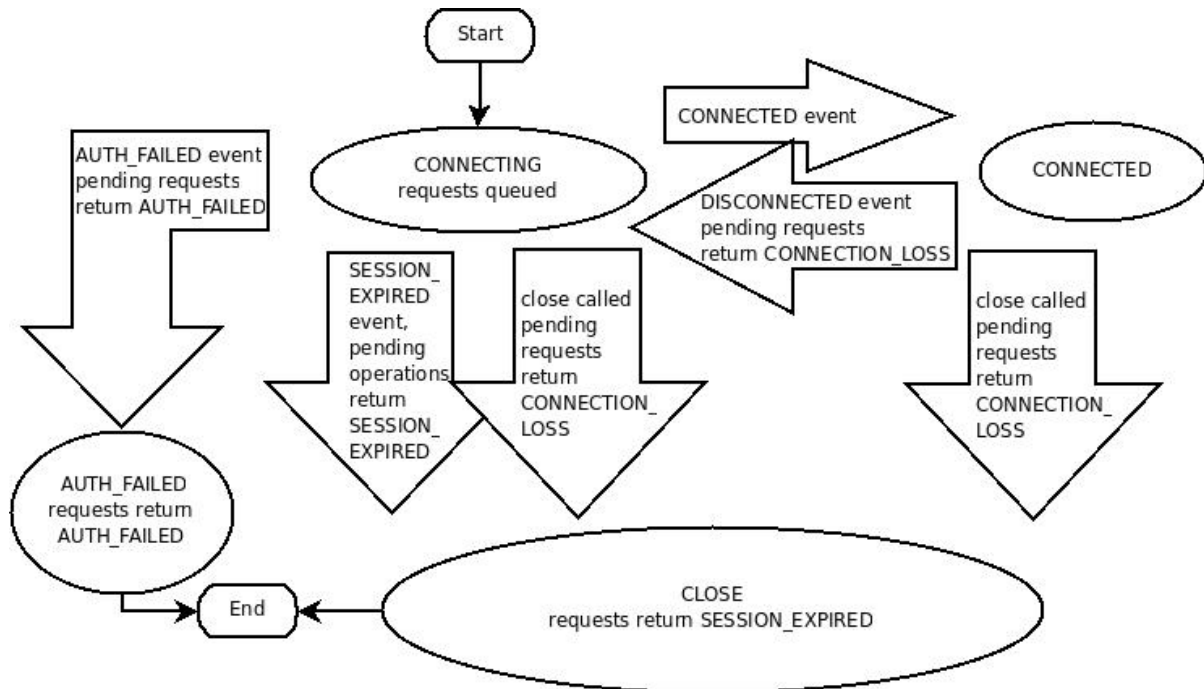 Start
CONNECTED event
AUTH_FAILED event
pending requests
return AUTH_FAILED
CONNECTING
requests queued
CONNECTED
DISCONNECTED event
pending requests
return CONNECTION_LOSS
SESSION_
EXPIRED
event,
pending
operations
return
SESSION_
EXPIRED
close called
pending
requests
return
CONNECTION_
LOSS
close called
pending
requests
return
CONNECTION_
LOSS
AUTH_FAILED
requests return
AUTH_FAILED
End
CLOSE
requests return SESSION_EXPIRED